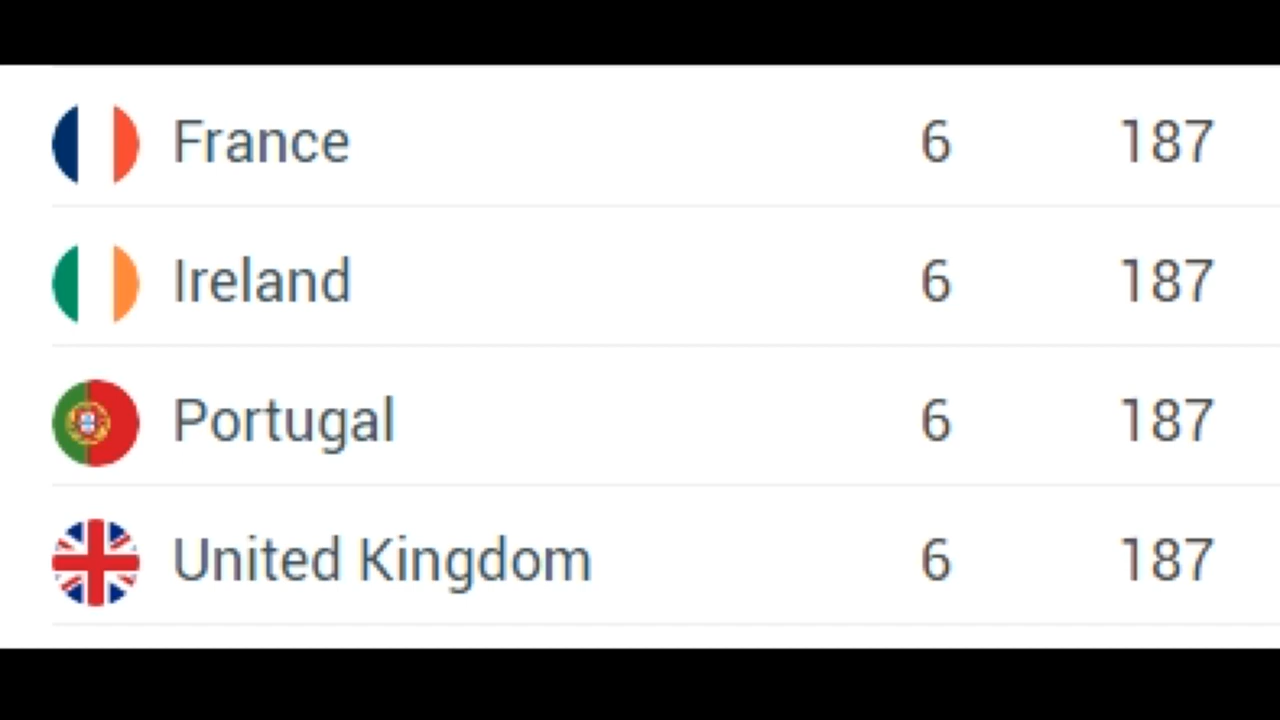 France 6 187
Ireland 6 187
Portugal 6 187
United Kingdom 6 187